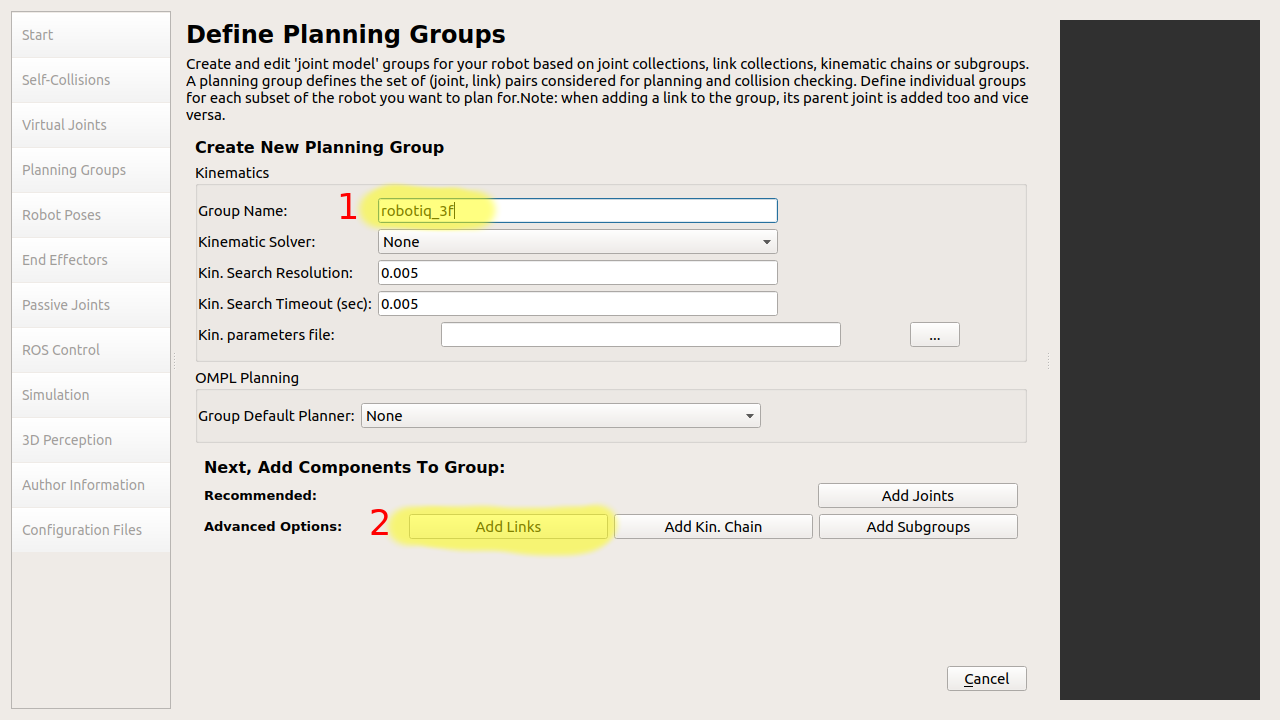 Start
Self-Collisions
Virtual Joints
Planning Groups
Robot Poses
End Effectors
Passive Joints
ROS Control
Simulation
3D Perception
Author Information
Configuration Files
Define Planning Groups
Create and edit 'joint model' groups for your robot based on joint collections, link collections, kinematic chains or subgroups.
A planning group defines the set of (joint, link) pairs considered for planning and collision checking. Define individual groups
for each subset of the robot you want to plan for.Note: when adding a link to the group, its parent joint is added too and vice
versa.
Create New Planning Group
Kinematics
Group Name: 1 robotiq_3f
Kinematic Solver: None
Kin. Search Resolution: 0.005
Kin. Search Timeout (sec): 0.005
Kin. parameters file: ...
OMPL Planning
Group Default Planner: None
Next, Add Components To Group:
Recommended: Add Joints
Advanced Options: 2 Add Links Add Kin. Chain Add Subgroups
Cancel